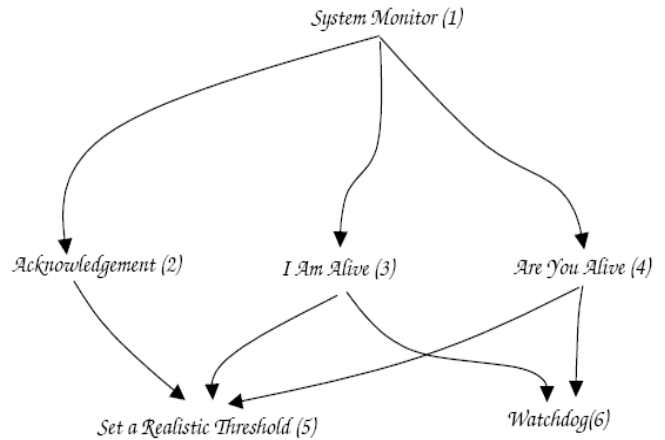 System Monitor (1)
Acknowledgement (2)
I Am Alive (3)
Are You Alive (4)
Set a Realistic Threshold (5)
Watchdog(6)